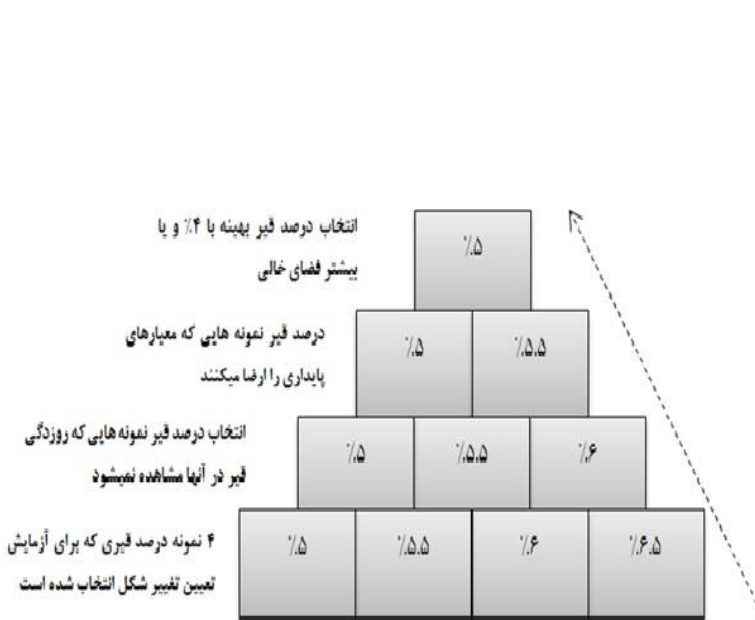 انتخاب درصد قیر بهینه با ۴٪ و یا
بیشتر فضای خالی
٪۵
درصد قیر نمونه هایی که معیارهای
پایداری را ارضا میکنند
٪۵
٪۵.۵
انتخاب درصد قیر نمونه‌هایی که روزدگی
قیر در آنها مشاهده نمیشود
٪۵
٪۵.۵
٪۶
۴ نمونه درصد قیری که برای آزمایش
تعیین تغییر شکل انتخاب شده است
٪۵
٪۵.۵
٪۶
٪۶.۵